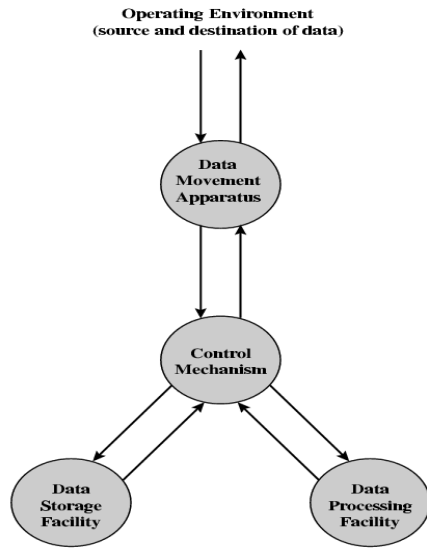 Operating Environment
(source and destination of data)
Data
Movement
Apparatus
Control
Mechanism
Data
Storage
Facility
Data
Processing
Facility